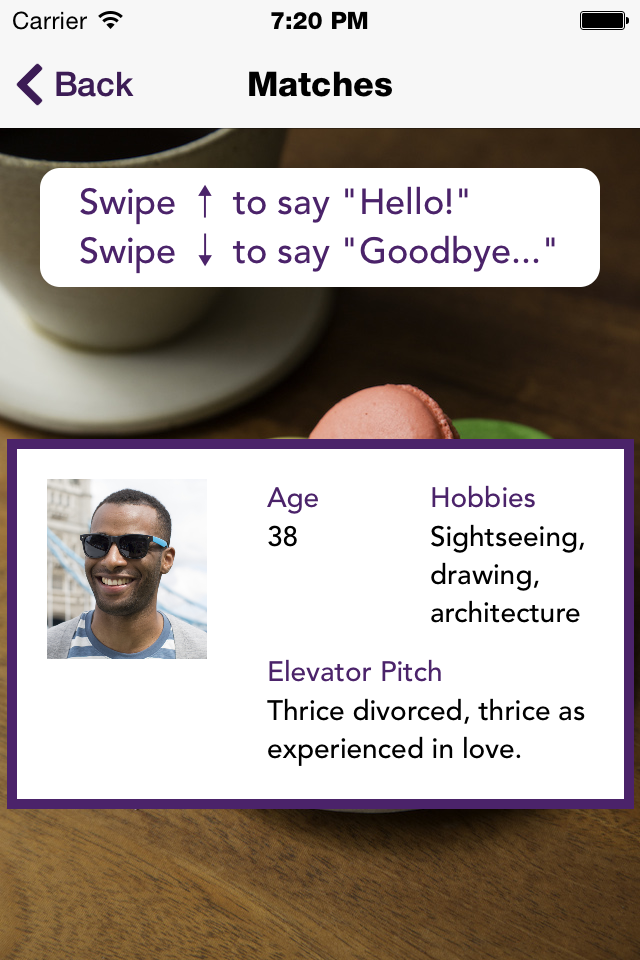 Carrier 7:20 PM
Back Matches
Swipe ↑ to say "Hello!"
Swipe ↓ to say "Goodbye..."
Age
38
Hobbies
Sightseeing,
drawing,
architecture
Elevator Pitch
Thrice divorced, thrice as
experienced in love.